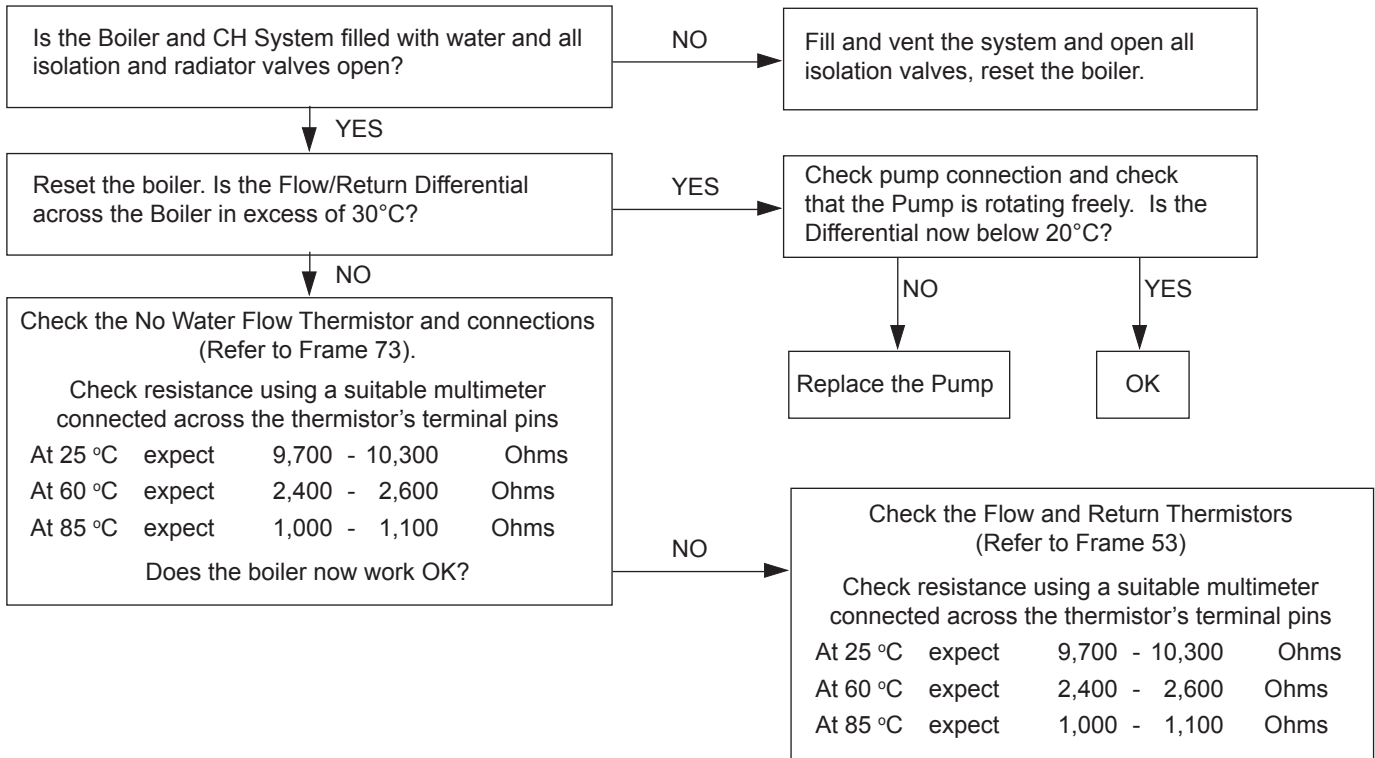 Is the Boiler and CH System filled with water and all
isolation and radiator valves open?
NO
Fill and vent the system and open all
isolation valves, reset the boiler.
YES
Reset the boiler. Is the Flow/Return Differential
across the Boiler in excess of 30°C?
YES
Check pump connection and check
that the Pump is rotating freely. Is the
Differential now below 20°C?
NO
NO
YES
Replace the Pump
OK
Check the No Water Flow Thermistor and connections
(Refer to Frame 73).
Check resistance using a suitable multimeter
connected across the thermistor's terminal pins
At 25 °C expect 9,700 - 10,300 Ohms
At 60 °C expect 2,400 - 2,600 Ohms
At 85 °C expect 1,000 - 1,100 Ohms
Does the boiler now work OK?
NO
Check the Flow and Return Thermistors
(Refer to Frame 53)
Check resistance using a suitable multimeter
connected across the thermistor's terminal pins
At 25 °C expect 9,700 - 10,300 Ohms
At 60 °C expect 2,400 - 2,600 Ohms
At 85 °C expect 1,000 - 1,100 Ohms